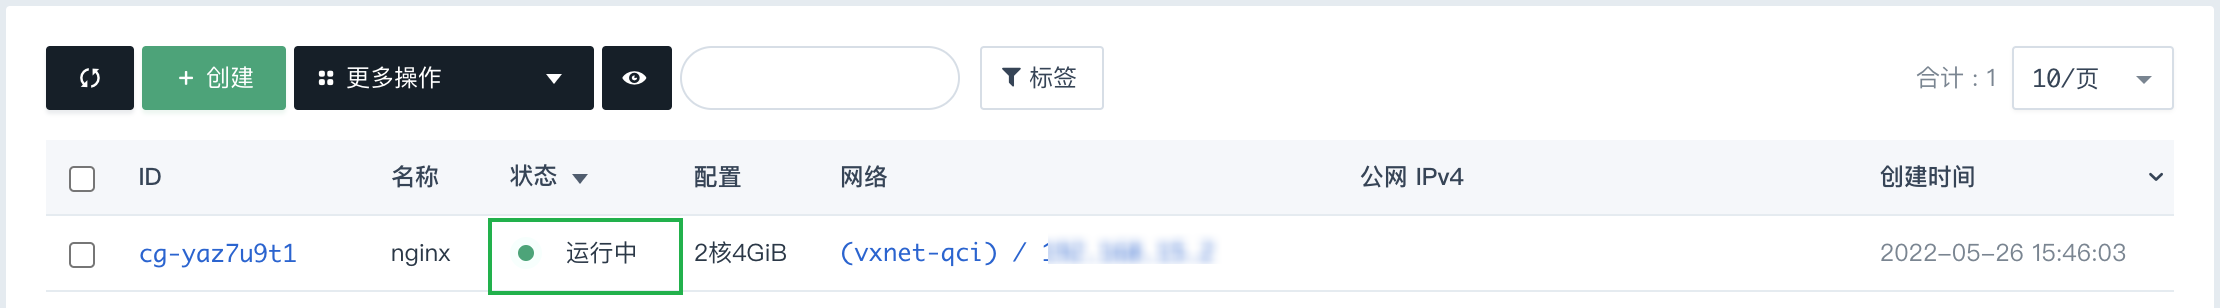 创建 更多操作 标签 合计：1 10/页
ID 名称 状态 配置 网络 公网 IPv4 创建时间
cg-yaz7u9t1 nginx 运行中 2核4GiB (vxnet-qci) / 2022-05-26 15:46:03